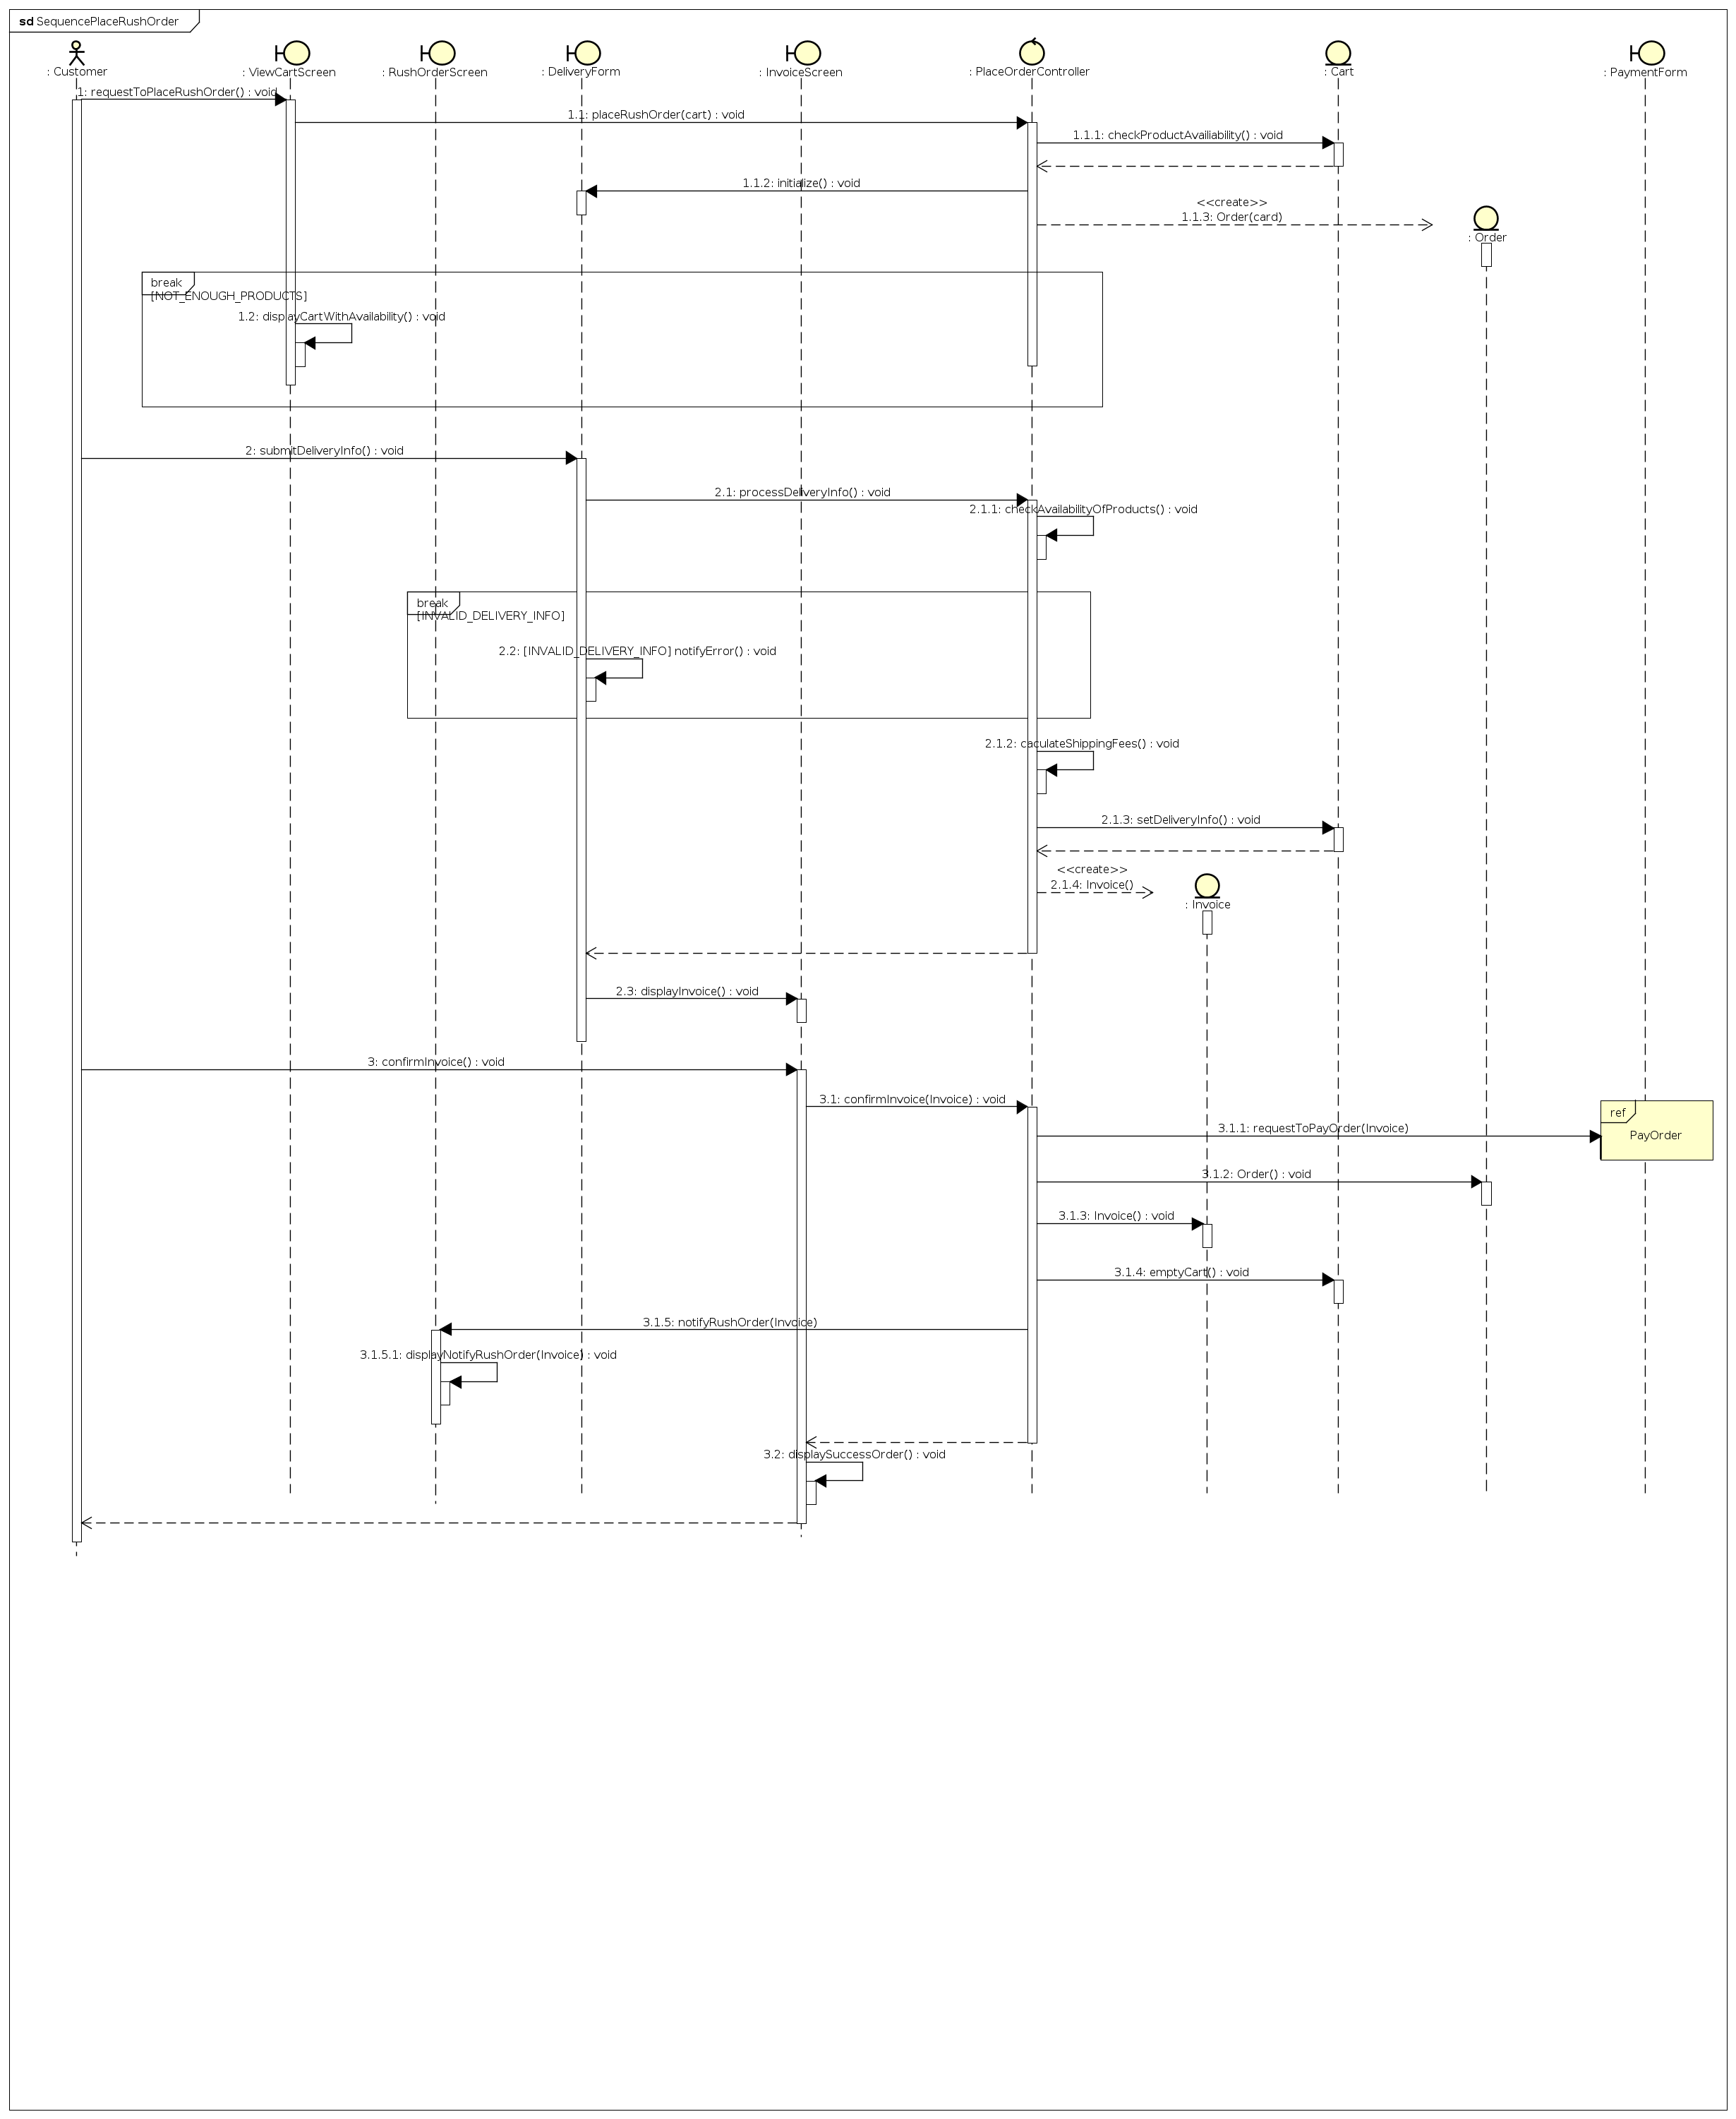 sd SequencePlaceRushOrder
: Customer
: ViewCartScreen
: RushOrderScreen
: DeliveryForm
: InvoiceScreen
: PlaceOrderController
: Cart
: PaymentForm
1: requestToPlaceRushOrder() : void
1.1: placeRushOrder(cart) : void
1.1.1: checkProductAvailiability() : void
1.1.2: initialize() : void
<<create>>
1.1.3: Order(card)
: Order
break
[NOT_ENOUGH_PRODUCTS]
1.2: displayCartWithAvailability() : void
2: submitDeliveryInfo() : void
2.1: processDeliveryInfo() : void
2.1.1: checkAvailabilityOfProducts() : void
break
[INVALID_DELIVERY_INFO]
2.2: [INVALID_DELIVERY_INFO] notifyError() : void
2.1.2: caculateShippingFees() : void
2.1.3: setDeliveryInfo() : void
<<create>>
2.1.4: Invoice()
: Invoice
2.3: displayInvoice() : void
3: confirmInvoice() : void
3.1: confirmInvoice(Invoice) : void
ref
3.1.1: requestToPayOrder(Invoice)
PayOrder
3.1.2: Order() : void
3.1.3: Invoice() : void
3.1.4: emptyCart() : void
3.1.5: notifyRushOrder(Invoice)
3.1.5.1: displayNotifyRushOrder(Invoice) : void
3.2: displaySuccessOrder() : void